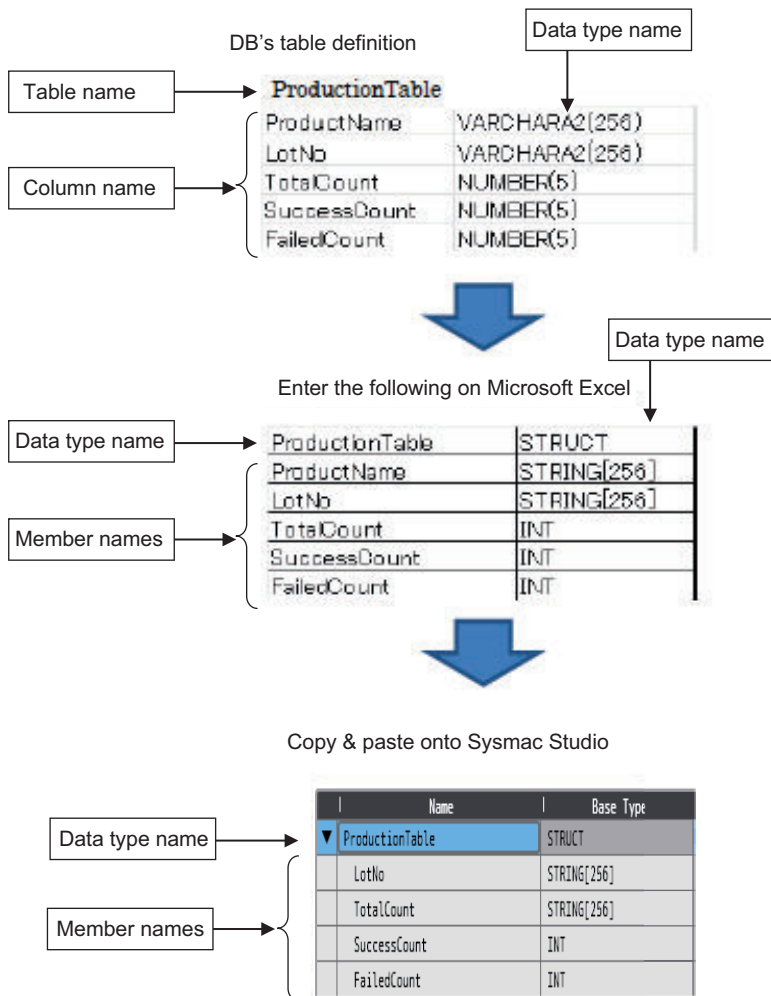 DB's table definition
Data type name
Table name
ProductionTable
Column name
ProductName VARCHARA2(256)
LotNo VARCHARA2(256)
TotalCount NUMBER(5)
SuccessCount NUMBER(5)
FailedCount NUMBER(5)
Data type name
Enter the following on Microsoft Excel
Data type name
ProductionTable STRUCT
Member names
ProductName STRING[256]
LotNo STRING[256]
TotalCount INT
SuccessCount INT
FailedCount INT
Copy & paste onto Sysmac Studio
Name Base Type
Data type name
ProductionTable STRUCT
Member names
LotNo STRING[256]
TotalCount STRING[256]
SuccessCount INT
FailedCount INT